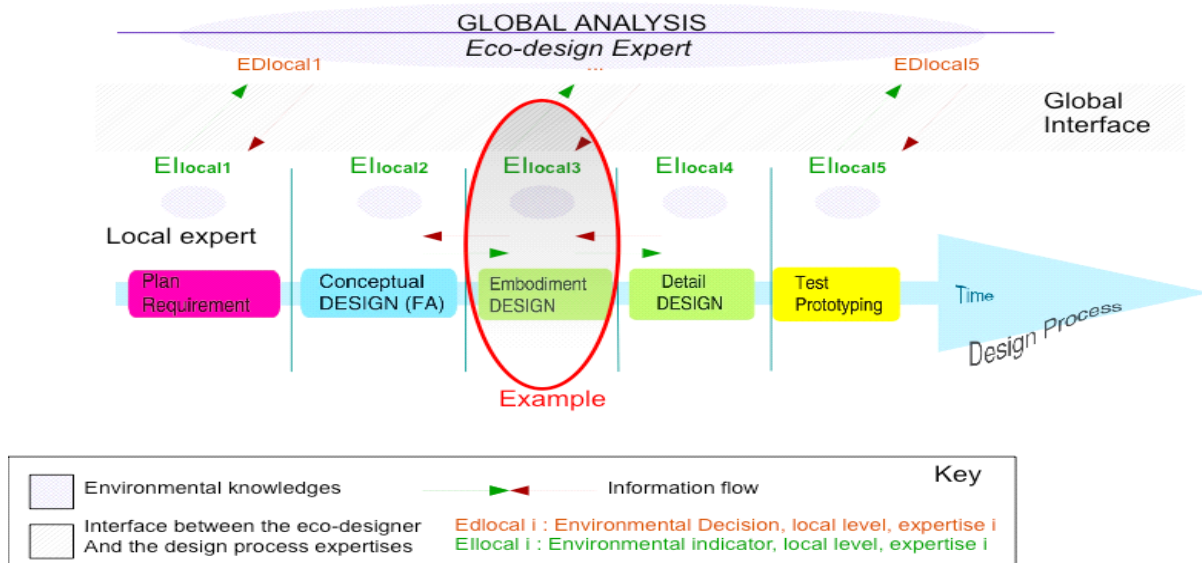 GLOBAL ANALYSIS
Eco-design Expert
EDlocal1
...
EDlocal5
Global
Interface
EIlocal1
EIlocal2
EIlocal3
EIlocal4
EIlocal5
Local expert
Plan
Requirement
Conceptual
DESIGN (FA)
Embodiment
DESIGN
Detail
DESIGN
Test
Prototyping
Time
Design Process
Example
Key
Environmental knowledges
Information flow
Interface between the eco-designer
And the design process expertises
Edlocal i : Environmental Decision, local level, expertise i
EIlocal i : Environmental indicator, local level, expertise i